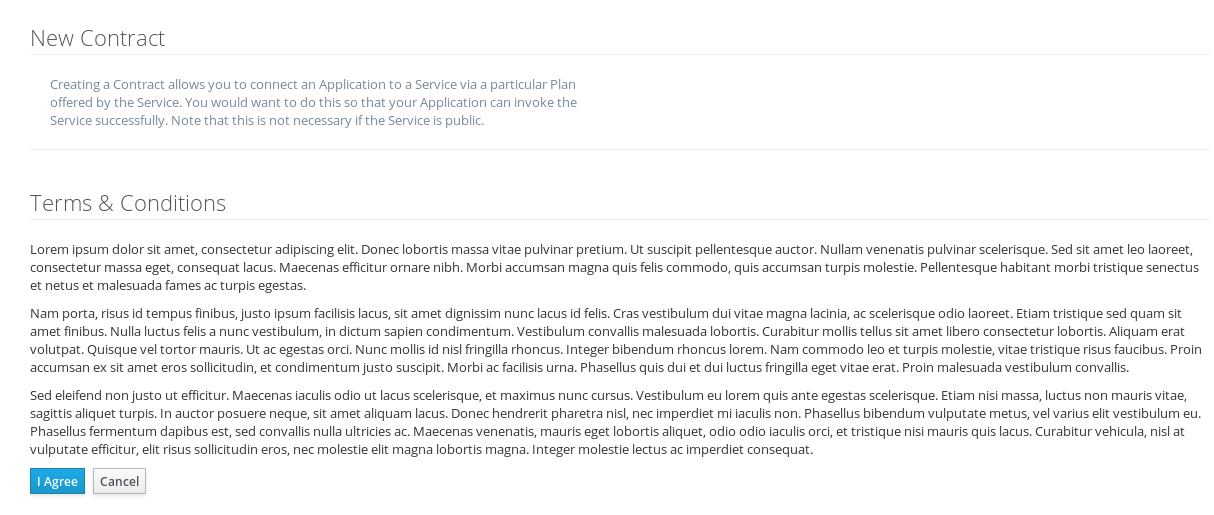 New Contract
Creating a Contract allows you to connect an Application to a Service via a particular Plan
offered by the Service. You would want to do this so that your Application can invoke the
Service successfully. Note that this is not necessary if the Service is public.
Terms & Conditions
Lorem ipsum dolor sit amet, consectetur adipiscing elit. Donec lobortis massa vitae pulvinar pretium. Ut suscipit pellentesque auctor. Nullam venenatis pulvinar scelerisque. Sed sit amet leo laoreet,
consectetur massa eget, consequat lacus. Maecenas efficitur ornare nibh. Morbi accumsan magna quis felis commodo, quis accumsan turpis molestie. Pellentesque habitant morbi tristique senectus
et netus et malesuada fames ac turpis egestas.
Nam porta, risus id tempus finibus, justo ipsum facilisis lacus, sit amet dignissim nunc lacus id felis. Cras vestibulum dui vitae magna lacinia, ac scelerisque odio laoreet. Etiam tristique sed quam sit
amet finibus. Nulla luctus felis a nunc vestibulum, in dictum sapien condimentum. Vestibulum convallis malesuada lobortis. Curabitur mollis tellus sit amet libero consectetur lobortis. Aliquam erat
volutpat. Quisque vel tortor mauris. Ut ac egestas orci. Nunc mollis id nisl fringilla rhoncus. Integer bibendum rhoncus lorem. Nam commodo leo et turpis molestie, vitae tristique risus faucibus. Proin
accumsan ex sit amet eros sollicitudin, et condimentum justo suscipit. Morbi ac facilisis urna. Phasellus quis dui et dui luctus fringilla eget vitae erat. Proin malesuada vestibulum convallis.
Sed eleifend non justo ut efficitur. Maecenas iaculis odio ut lacus scelerisque, et maximus nunc cursus. Vestibulum eu lorem quis ante egestas scelerisque. Etiam nisi massa, luctus non mauris vitae,
sagittis aliquet turpis. In auctor posuere neque, sit amet aliquam lacus. Donec hendrerit pharetra nisl, nec imperdiet mi iaculis non. Phasellus bibendum vulputate metus, vel varius elit vestibulum eu.
Phasellus fermentum dapibus est, sed convallis nulla ultricies ac. Maecenas venenatis, mauris eget lobortis aliquet, odio odio iaculis orci, et tristique nisi mauris quis lacus. Curabitur vehicula, nisl at
vulputate efficitur, elit risus sollicitudin eros, nec molestie elit magna lobortis magna. Integer molestie lectus ac imperdiet consequat.
I Agree Cancel